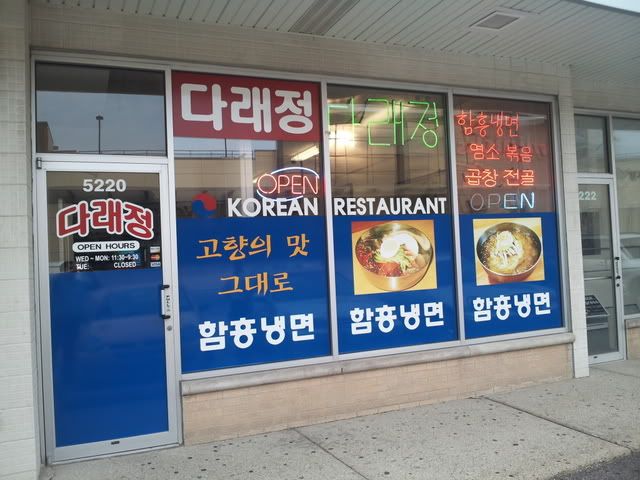 5220
다래정
OPEN HOURS
WED ~ MON: 11:30-9:30
TUE: CLOSED
다래정
OPEN
KOREAN RESTAURANT
고향의 맛
그대로
함흥냉면
다래정
함흥냉면
함흥냉면
염소 볶음
곱창 전골
OPEN
함흥냉면
222